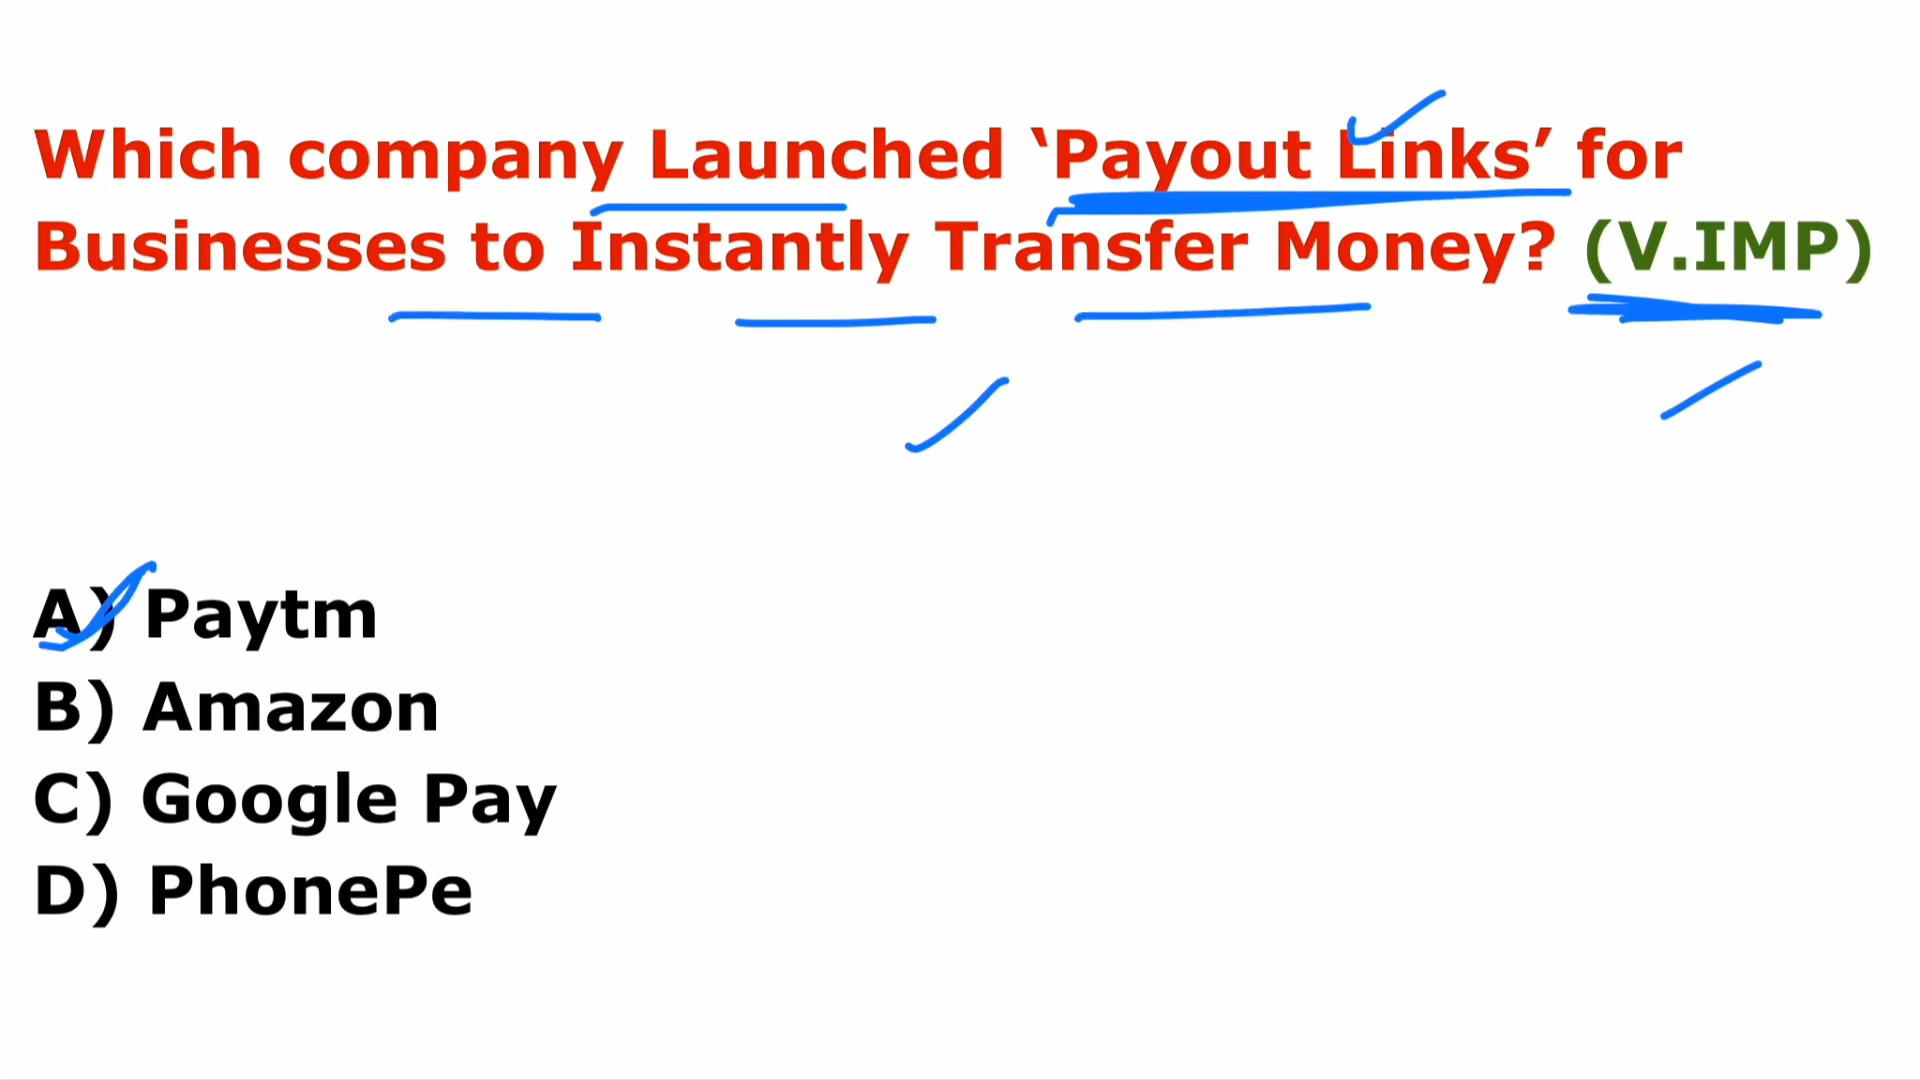 Which company Launched ‘Payout Links’ for
Businesses to Instantly Transfer Money? (V.IMP)
A) Paytm
B) Amazon
C) Google Pay
D) PhonePe